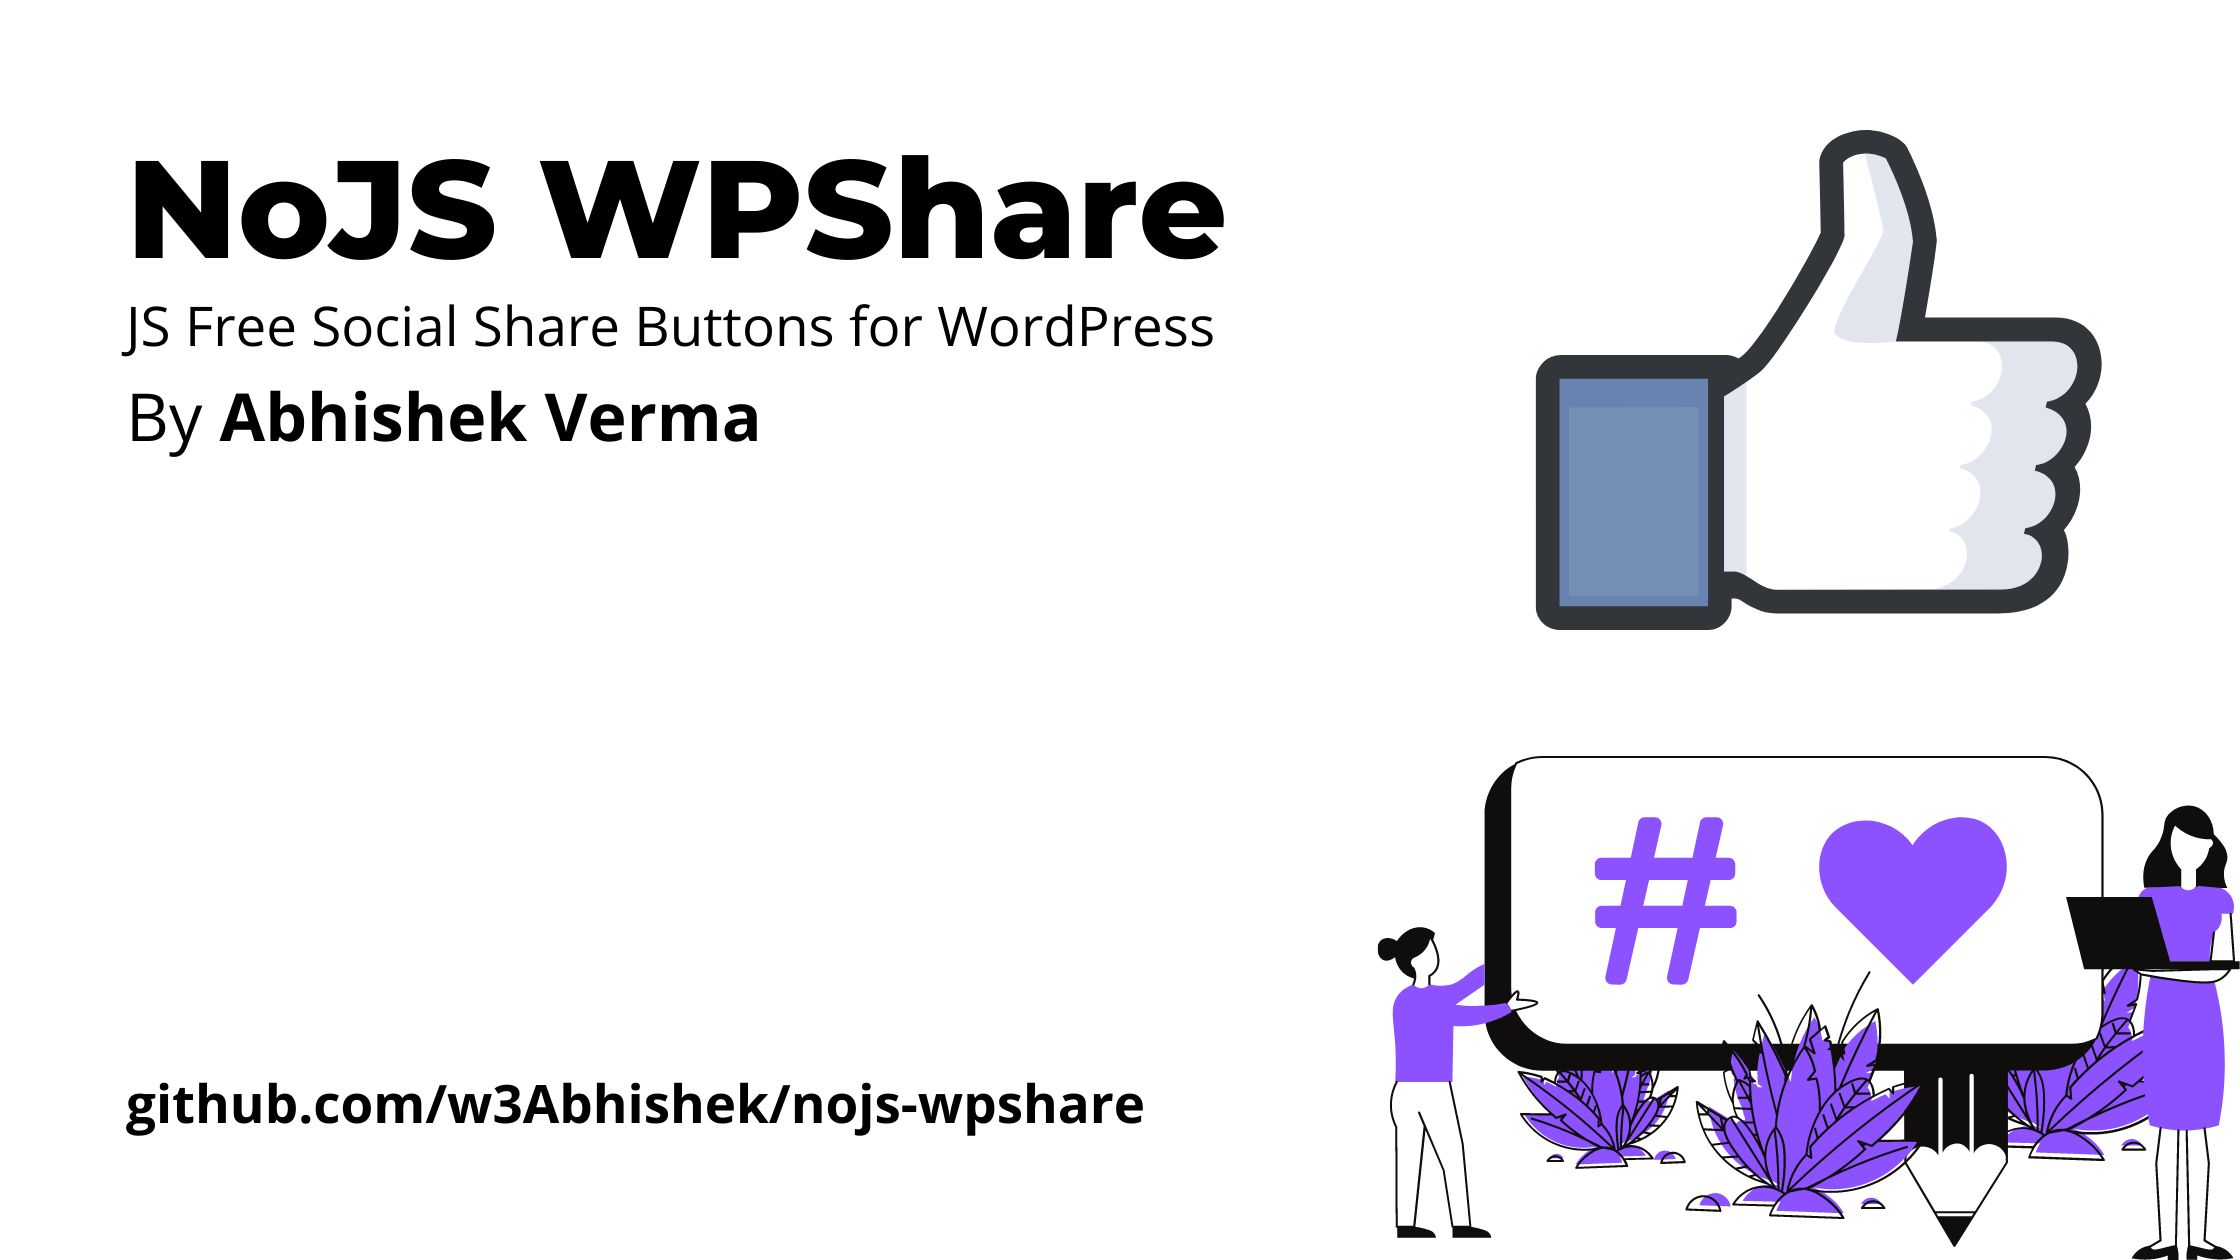 NoJS WPShare
JS Free Social Share Buttons for WordPress
By Abhishek Verma
#
github.com/w3Abhishek/nojs-wpshare